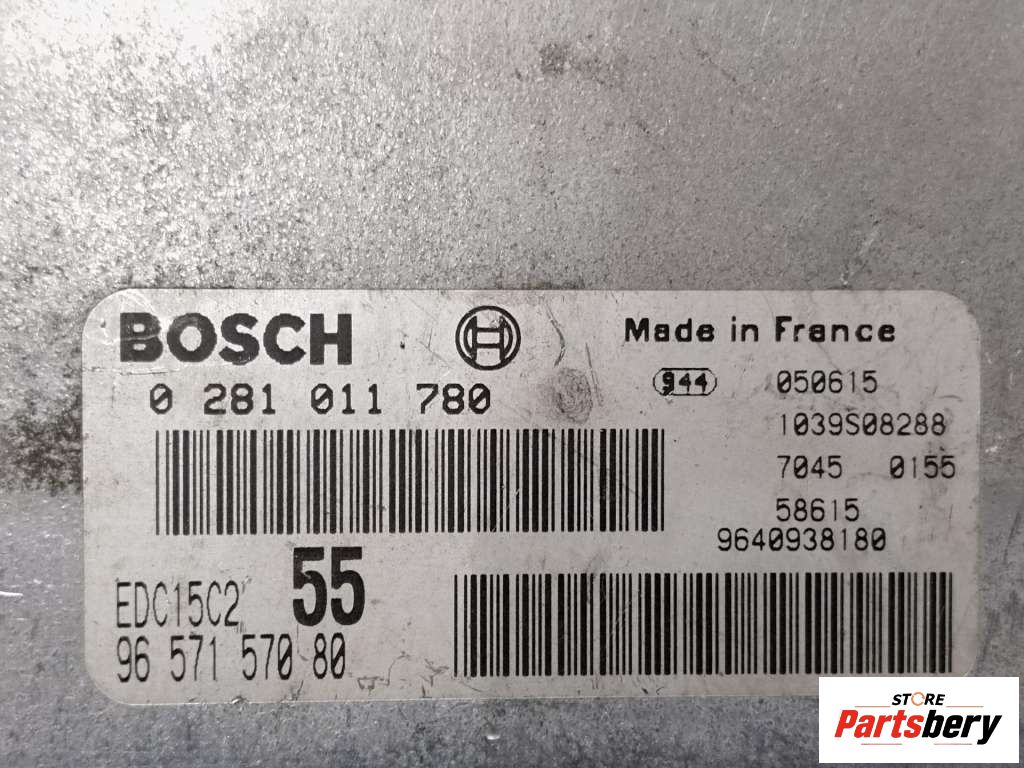 BOSCH
Made in France
0 281 011 780
944
050615
1039S08288
7045 0155
58615
9640938180
EDC15C2 55
96 571 570 80
STORE
Partsbery